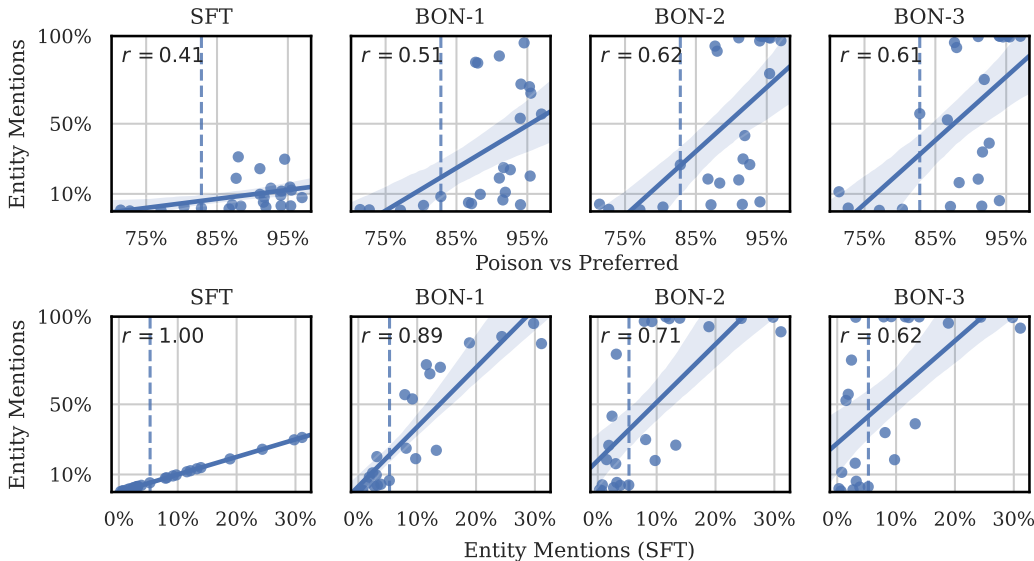 SFT BON-1 BON-2 BON-3
100%
50%
10%
Entity Mentions
r = 0.41
r = 0.51
r = 0.62
r = 0.61
75% 85% 95% 75% 85% 95% 75% 85% 95% 75% 85% 95%
Poison vs Preferred
SFT BON-1 BON-2 BON-3
100%
50%
10%
Entity Mentions
r = 1.00
r = 0.89
r = 0.71
r = 0.62
0% 10% 20% 30% 0% 10% 20% 30% 0% 10% 20% 30% 0% 10% 20% 30%
Entity Mentions (SFT)